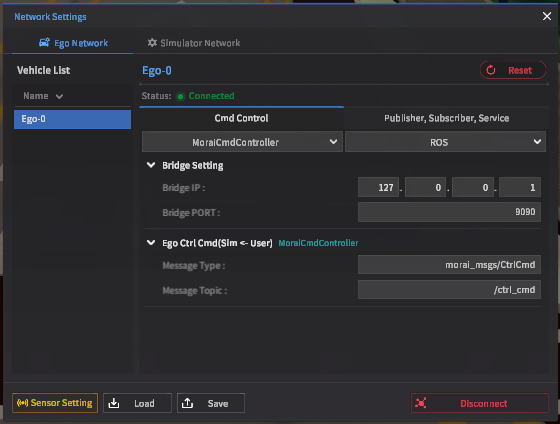 Network Settings
Ego Network
Simulator Network
Vehicle List
Ego-0
Reset
Name
Status: Connected
Ego-0
Cmd Control
Publisher, Subscriber, Service
MoraiCmdController
ROS
Bridge Setting
Bridge IP : 127 . 0 . 0 . 1
Bridge PORT : 9090
Ego Ctrl Cmd(Sim <- User) MoraiCmdController
Message Type : morai_msgs/CtrlCmd
Message Topic : /ctrl_cmd
Sensor Setting
Load
Save
Disconnect